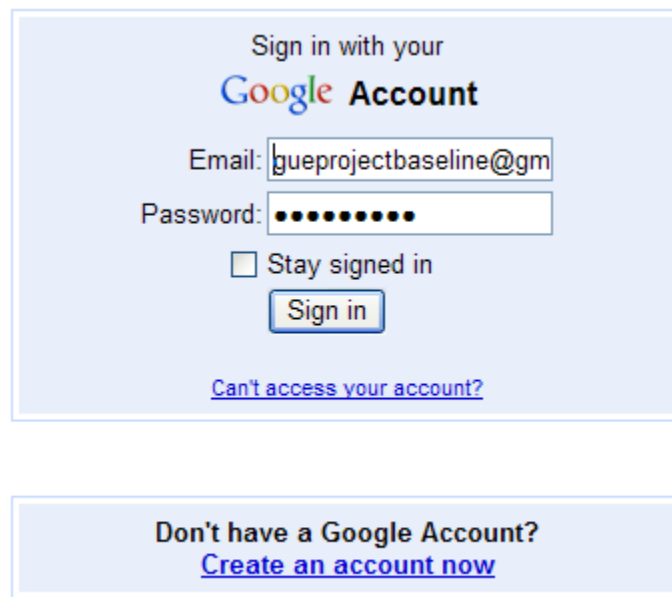 Sign in with your
Google Account
Email: gueprojectbaseline@gm
Password: •••••••••
Stay signed in
Sign in
Can't access your account?
Don't have a Google Account?
Create an account now